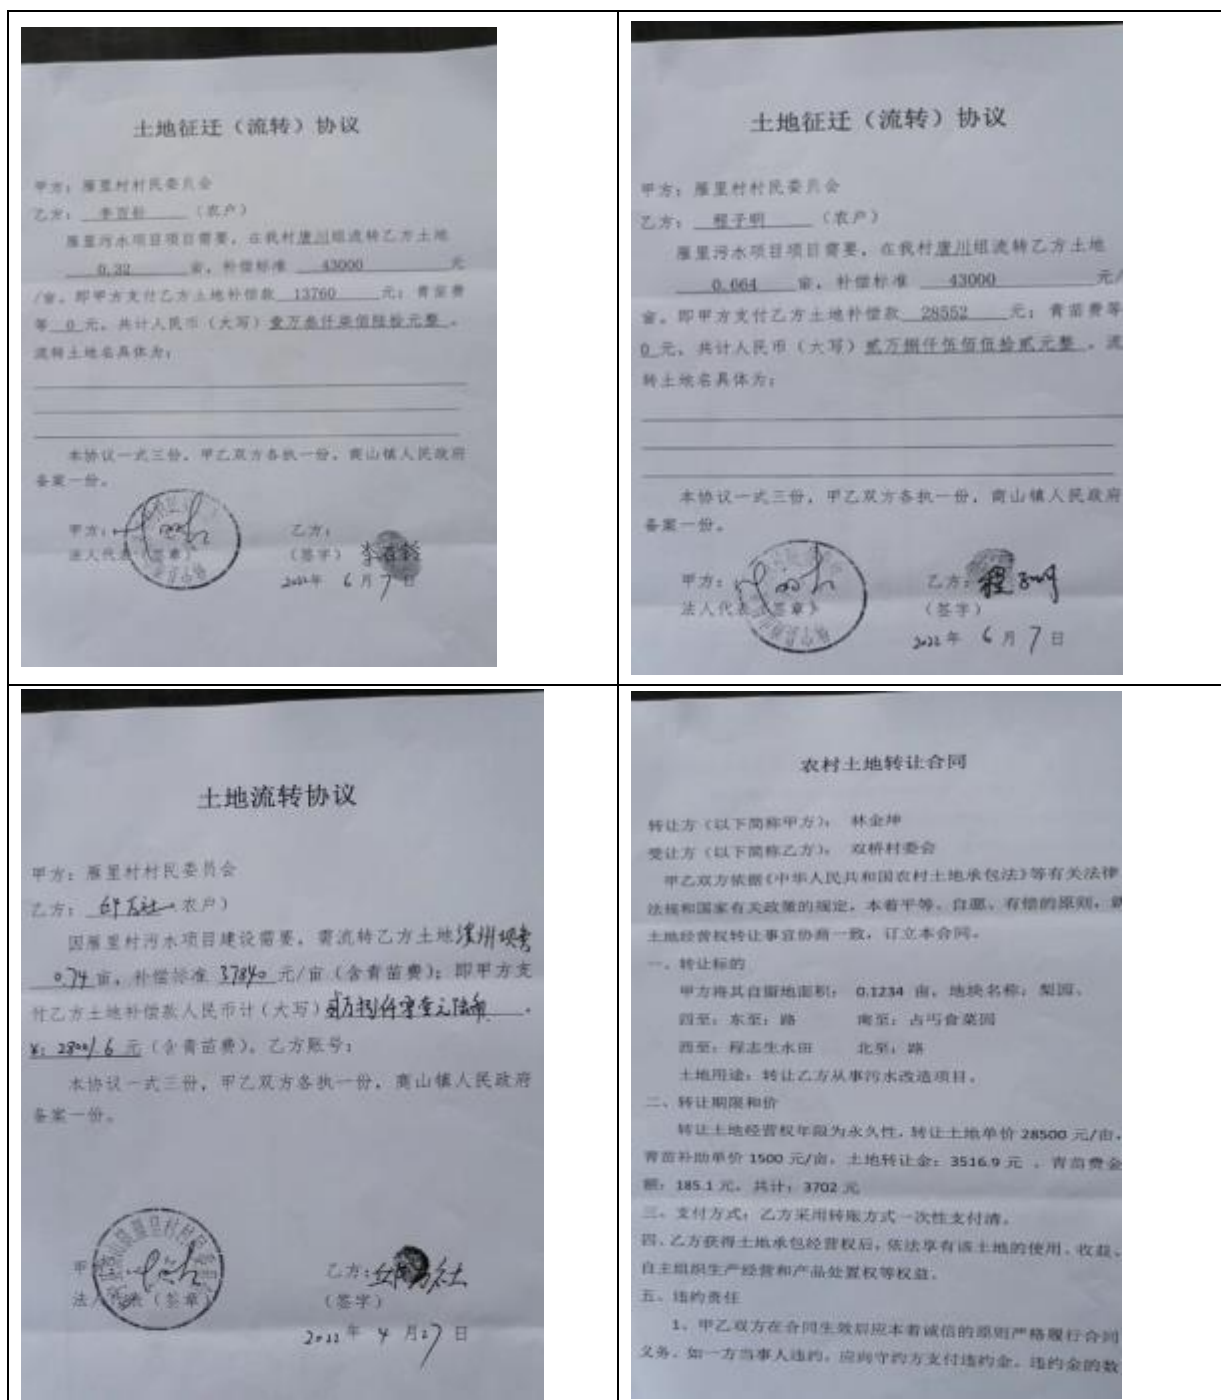 土地征迁（流转）协议
甲方：雁里村村民委员会
乙方：（农户）
雁里污水项目项目需要，在我村庙川组流转乙方土地
0.32 亩，补偿标准 43000 元
/亩，即甲方支付乙方土地补偿款 13760 元；青苗费
等 0 元，共计人民币（大写）壹万叁仟柒佰陆拾元整，
流转土地名具体为：
本协议一式三份，甲乙双方各执一份，商山镇人民政府
备案一份。
甲方： 乙方：
法人代表（签章） （签字）
2022年 6月7日
土地征迁（流转）协议
甲方：雁里村村民委员会
乙方：程子明（农户）
雁里污水项目项目需要，在我村庙川组流转乙方土地
0.664 亩，补偿标准 43000 元/
亩，即甲方支付乙方土地补偿款 28552 元；青苗费等
0 元，共计人民币（大写）贰万捌仟伍佰伍拾贰元整，流
转土地名具体为：
本协议一式三份，甲乙双方各执一份，商山镇人民政府
备案一份。
甲方： 乙方：程子明
法人代表（签章） （签字）
2022年 6月7日
土地流转协议
甲方：雁里村村民委员会
乙方：农户）
因雁里村污水项目建设需要，需流转乙方土地
0.74 亩，补偿标准 37840 元/亩（含青苗费）；即甲方支
付乙方土地补偿款人民币计（大写）贰万捌仟零壹元陆角，
¥：28001.6 元（含青苗费）。乙方账号：
本协议一式三份，甲乙双方各执一份，商山镇人民政府
备案一份。
甲 乙方：
法人代表（签章） （签字）
2022年 4月27日
农村土地转让合同
转让方（以下简称甲方）： 林金坤
受让方（以下简称乙方）： 双桥村委会
甲乙双方依据《中华人民共和国农村土地承包法》等有关法律
法规和国家有关政策的规定，本着平等、自愿、有偿的原则，就
土地经营权转让事宜协商一致，订立本合同。
一、转让标的
甲方将其自留地面积： 0.1234 亩，地块名称：梨园，
四至：东至：路 南至：占丐食菜园
西至：程志生水田 北至：路
土地用途：转让乙方从事污水改造项目。
二、转让期限和价
转让土地经营权年限为永久性，转让土地单价 28500 元/亩，
青苗补助单价 1500 元/亩，土地转让金：3516.9 元，青苗费金
额：185.1 元，共计：3702 元
三、支付方式：乙方采用转账方式一次性支付清。
四、乙方获得土地承包经营权后，依法享有该土地的使用、收益、
自主组织生产经营和产品处置权等权益。
五、违约责任
1、甲乙双方在合同生效后应本着诚信的原则严格履行合同
义务。如一方当事人违约，应向守约方支付违约金。违约金的数